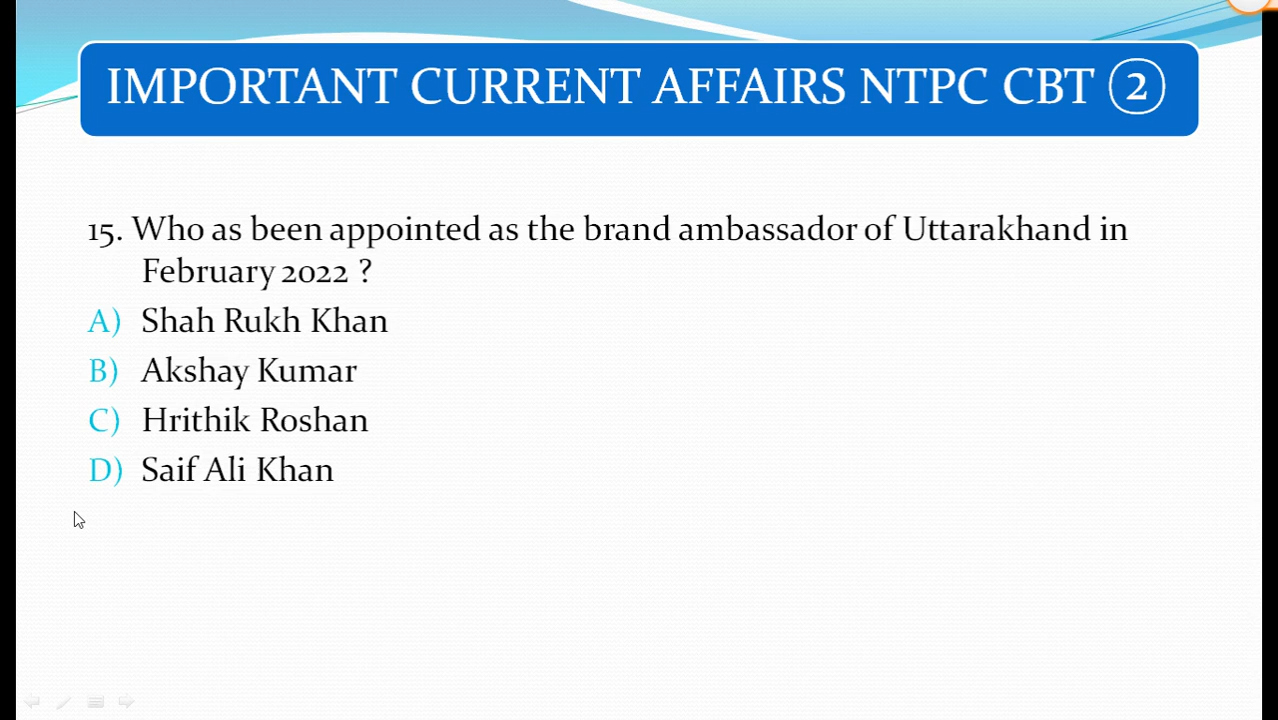 IMPORTANT CURRENT AFFAIRS NTPC CBT ②
15. Who as been appointed as the brand ambassador of Uttarakhand in
February 2022 ?
A) Shah Rukh Khan
B) Akshay Kumar
C) Hrithik Roshan
D) Saif Ali Khan